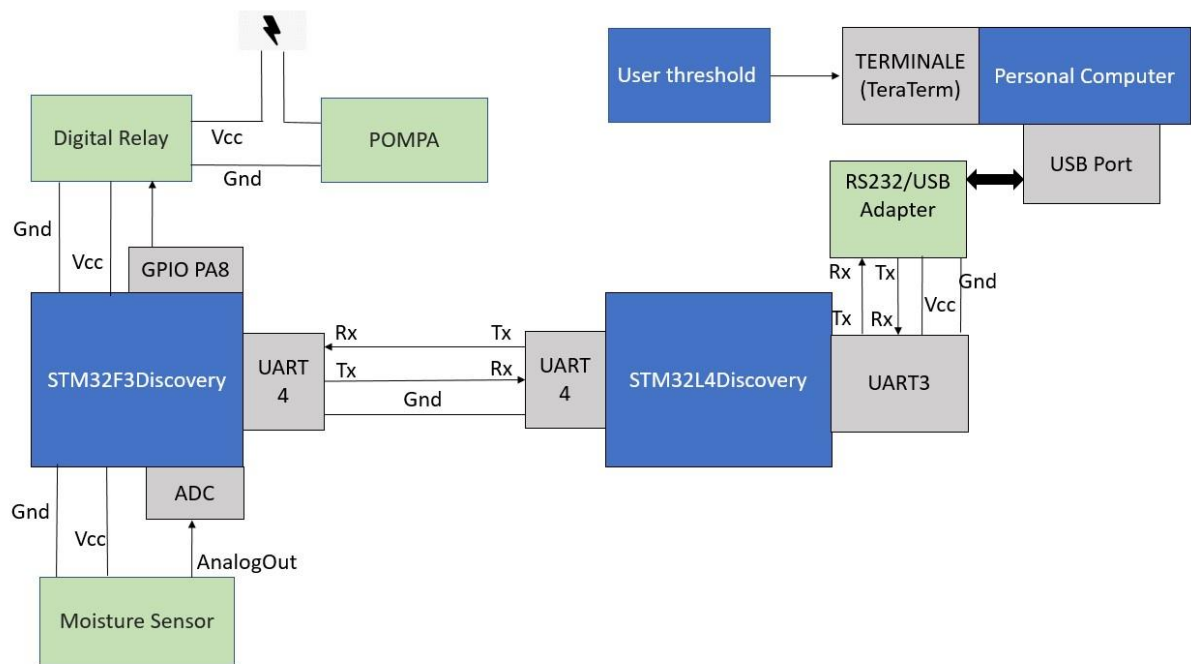 User threshold
TERMINALE
(TeraTerm)
Personal Computer
Digital Relay
Vcc
POMPA
Gnd
USB Port
RS232/USB
Adapter
Gnd
Vcc
GPIO PA8
Rx
Tx
Vcc
Gnd
Tx
Rx
STM32F3Discovery
UART
4
Rx
Tx
Tx
Rx
Gnd
UART
4
STM32L4Discovery
UART3
ADC
Gnd
Vcc
AnalogOut
Moisture Sensor